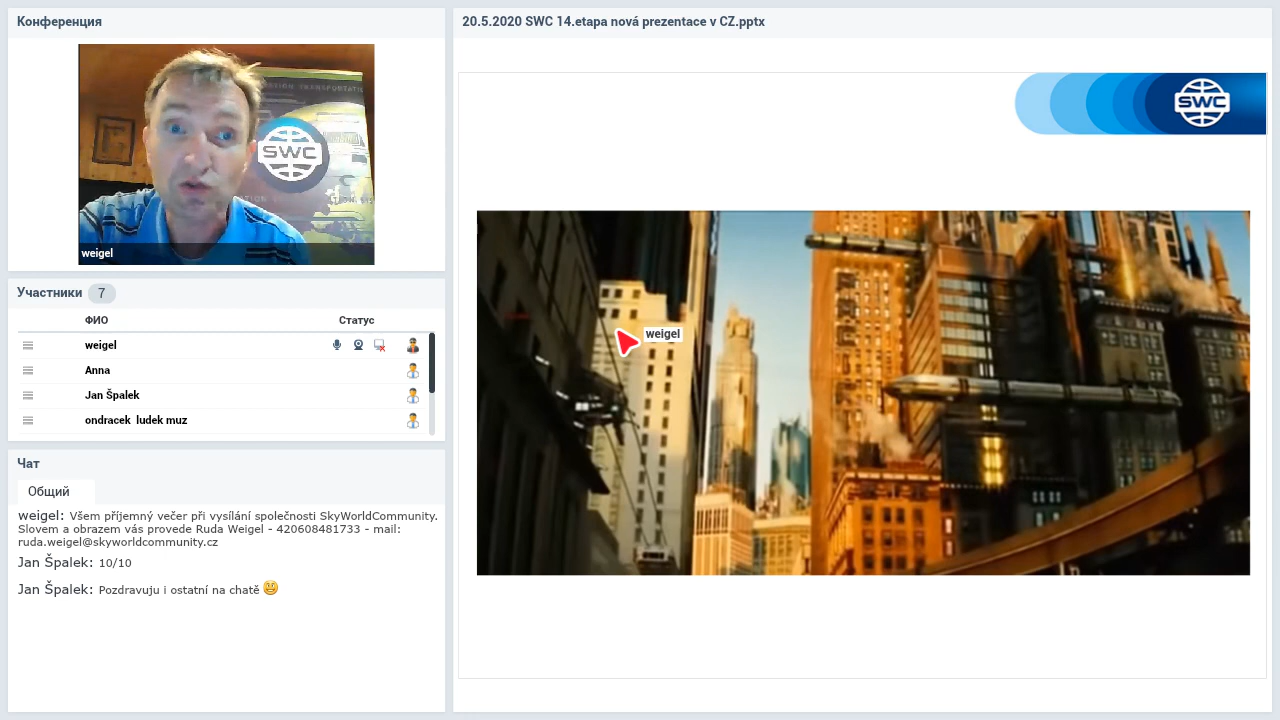 Конференция
weigel
SWC
Участники 7
ФИО Статус
weigel
Anna
Jan Špalek
ondracek ludek muz
Чат
Общий
weigel: Všem příjemný večer při vysílání společnosti SkyWorldCommunity.
Slovem a obrazem vás provede Ruda Weigel - 420608481733 - mail:
ruda.weigel@skyworldcommunity.cz
Jan Špalek: 10/10
Jan Špalek: Pozdravuju i ostatní na chatě
20.5.2020 SWC 14.etapa nová prezentace v CZ.pptx
SWC
weigel